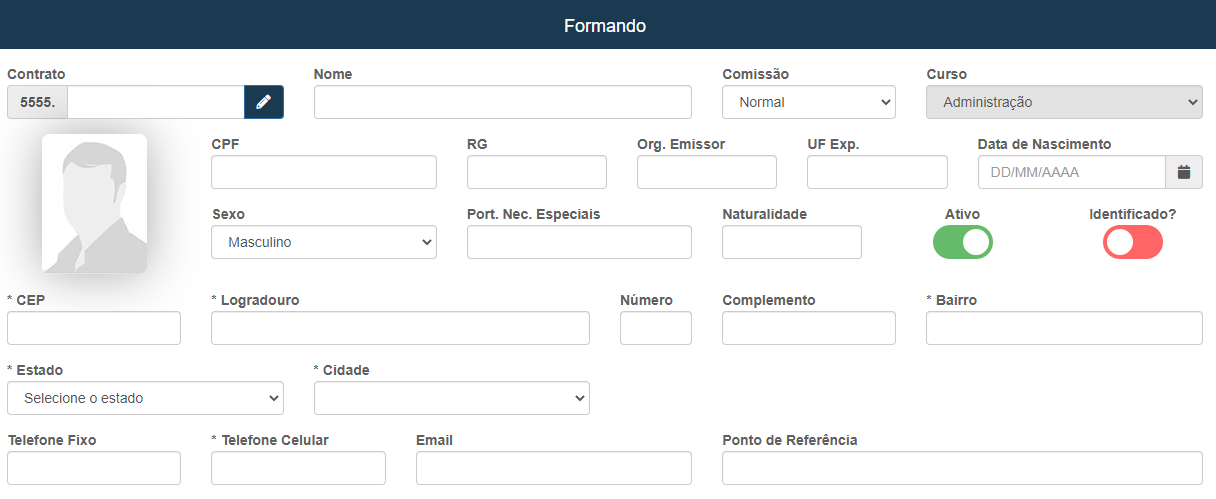 Formando
Contrato Nome Comissão Curso
5555. Normal Administração
CPF RG Org. Emissor UF Exp. Data de Nascimento
DD/MM/AAAA
Sexo Port. Nec. Especiais Naturalidade Ativo Identificado?
Masculino
* CEP * Logradouro Número Complemento * Bairro
* Estado * Cidade
Selecione o estado
Telefone Fixo * Telefone Celular Email Ponto de Referência